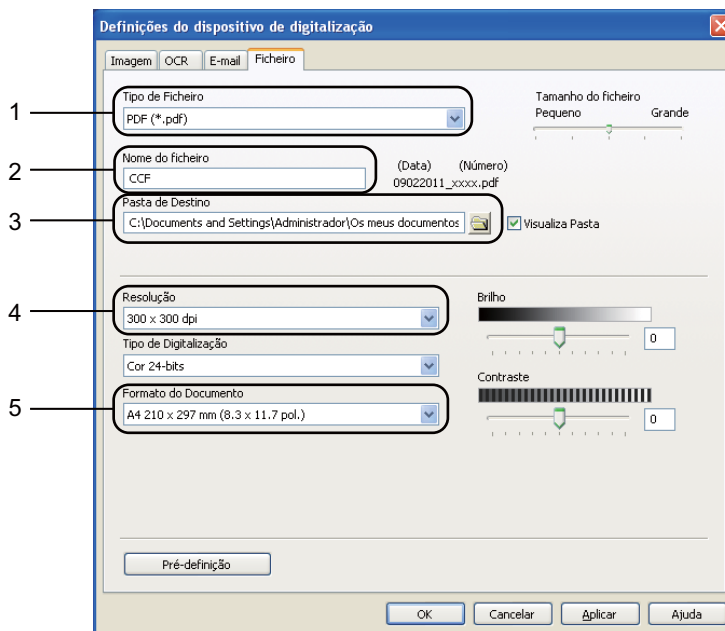 Definições do dispositivo de digitalização
Imagem OCR E-mail Ficheiro
1
Tipo de Ficheiro
PDF (*.pdf)
Tamanho do ficheiro
Pequeno Grande
2
Nome do ficheiro
CCF
(Data) (Número)
09022011_xxxx.pdf
3
Pasta de Destino
C:\Documents and Settings\Administrador\Os meus documentos
Visualiza Pasta
4
Resolução
300 x 300 dpi
Brilho
0
Tipo de Digitalização
Cor 24-bits
Contraste
0
5
Formato do Documento
A4 210 x 297 mm (8.3 x 11.7 pol.)
Pré-definição
OK Cancelar Aplicar Ajuda